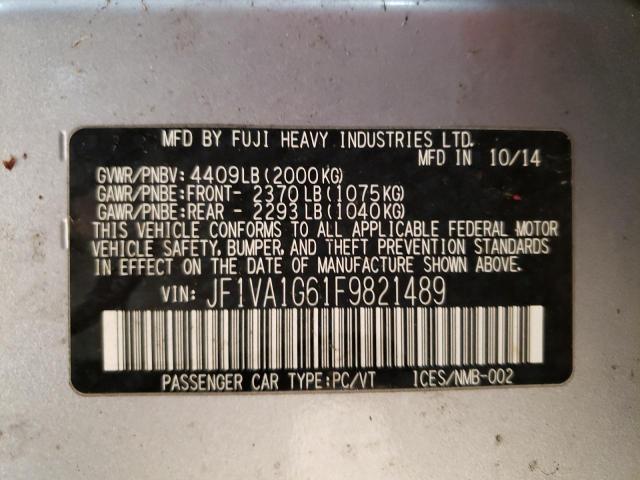 MFD BY FUJI HEAVY INDUSTRIES LTD.
MFD IN 10/14
GVWR/PNBV: 4409LB(2000KG)
GAWR/PNBE:FRONT- 2370LB(1075KG)
GAWR/PNBE:REAR - 2293LB(1040KG)
THIS VEHICLE CONFORMS TO ALL APPLICABLE FEDERAL MOTOR
VEHICLE SAFETY, BUMPER, AND THEFT PREVENTION STANDARDS
IN EFFECT ON THE DATE OF MANUFACTURE SHOWN ABOVE.
VIN: JF1VA1G61F9821489
PASSENGER CAR TYPE:PC/VT ICES/NMB-002